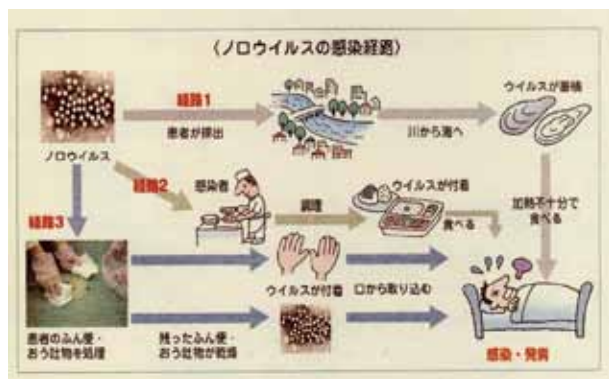 〈ノロウイルスの感染経路〉
ノロウイルス
経路1
患者が排出
川から海へ
ウイルスが蓄積
加熱不十分で
食べる
経路2
感染者
調理
ウイルスが付着
食べる
経路3
患者のふん便・
おう吐物を処理
ウイルスが付着
口から取り込む
残ったふん便・
おう吐物が乾燥
感染・発病